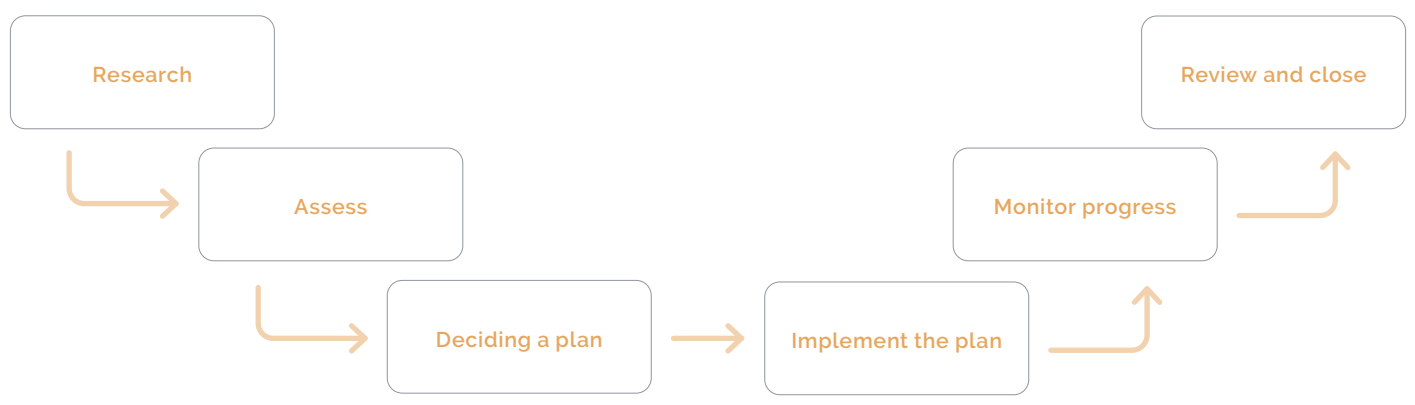 Research
Assess
Deciding a plan
Implement the plan
Monitor progress
Review and close